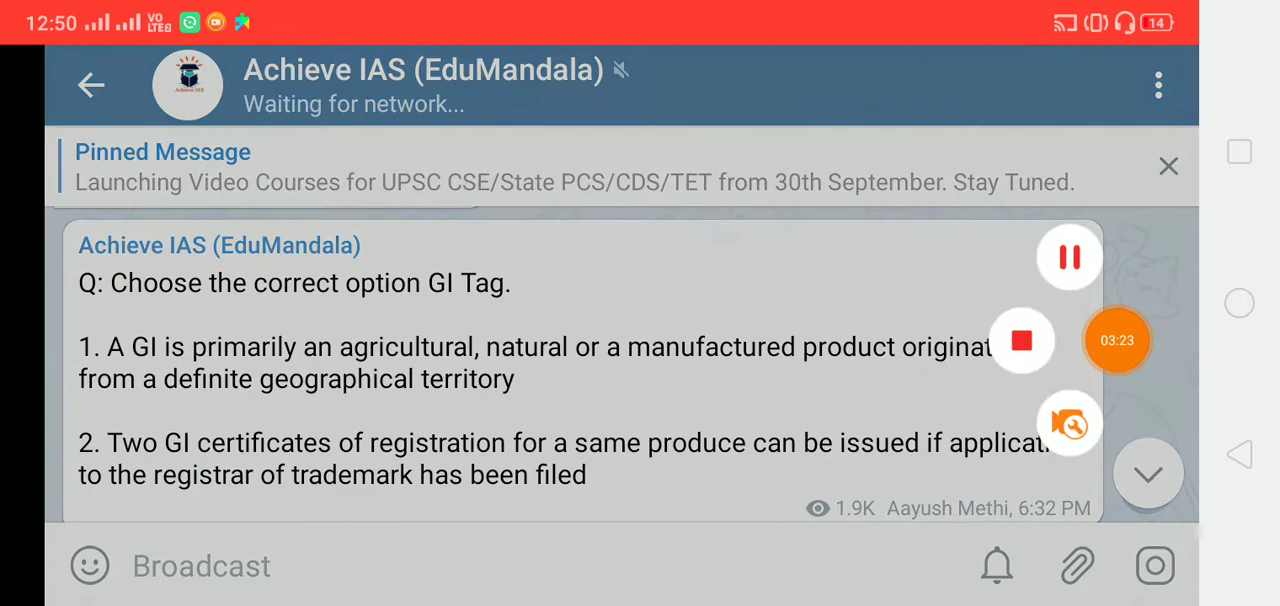 12:50 VO LTE2 14
Achieve IAS (EduMandala)
Waiting for network...
Pinned Message
Launching Video Courses for UPSC CSE/State PCS/CDS/TET from 30th September. Stay Tuned.
Achieve IAS (EduMandala)
Q: Choose the correct option GI Tag.
1. A GI is primarily an agricultural, natural or a manufactured product originat
from a definite geographical territory
03:23
2. Two GI certificates of registration for a same produce can be issued if applicati
to the registrar of trademark has been filed
1.9K Aayush Methi, 6:32 PM
Broadcast